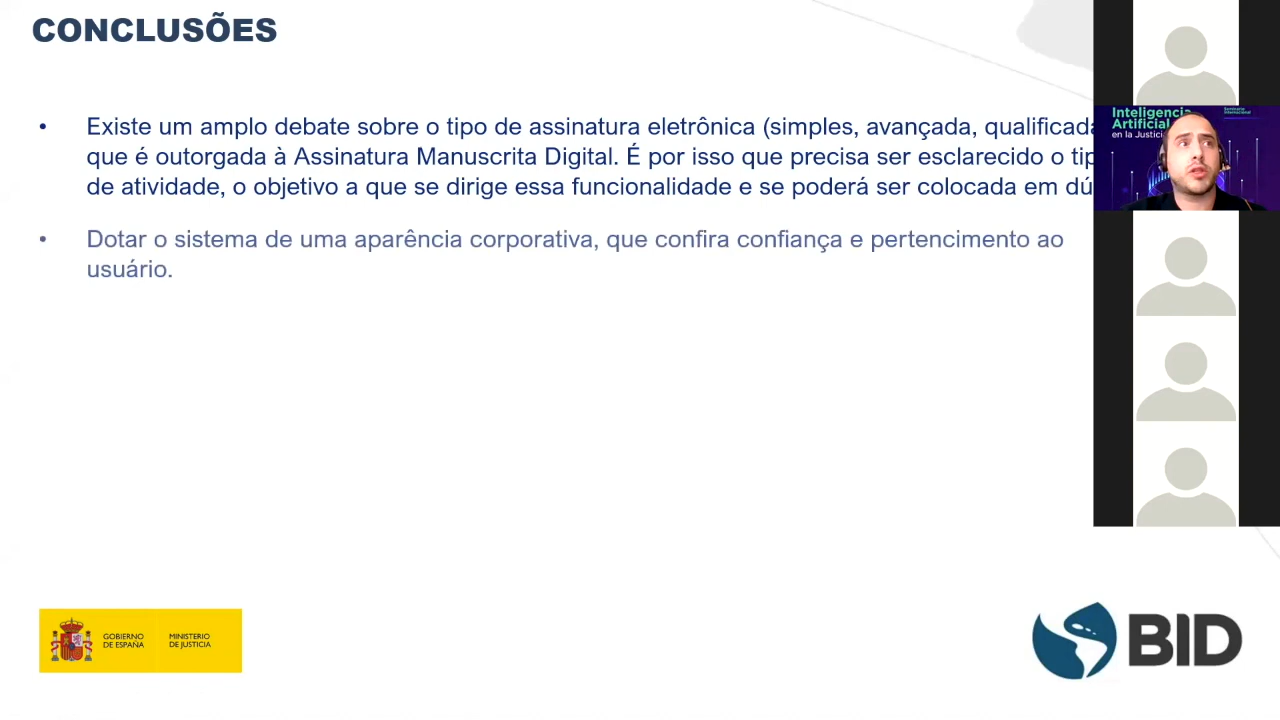 CONCLUSÕES
• Existe um amplo debate sobre o tipo de assinatura eletrônica (simples, avançada, qualificada
que é outorgada à Assinatura Manuscrita Digital. É por isso que precisa ser esclarecido o tip
de atividade, o objetivo a que se dirige essa funcionalidade e se poderá ser colocada em dú
• Dotar o sistema de uma aparência corporativa, que confira confiança e pertencimento ao
usuário.
Inteligencia
Artificial
en la Justicia
Seminario
Internacional
GOBIERNO
DE ESPAÑA
MINISTERIO
DE JUSTICIA
BID